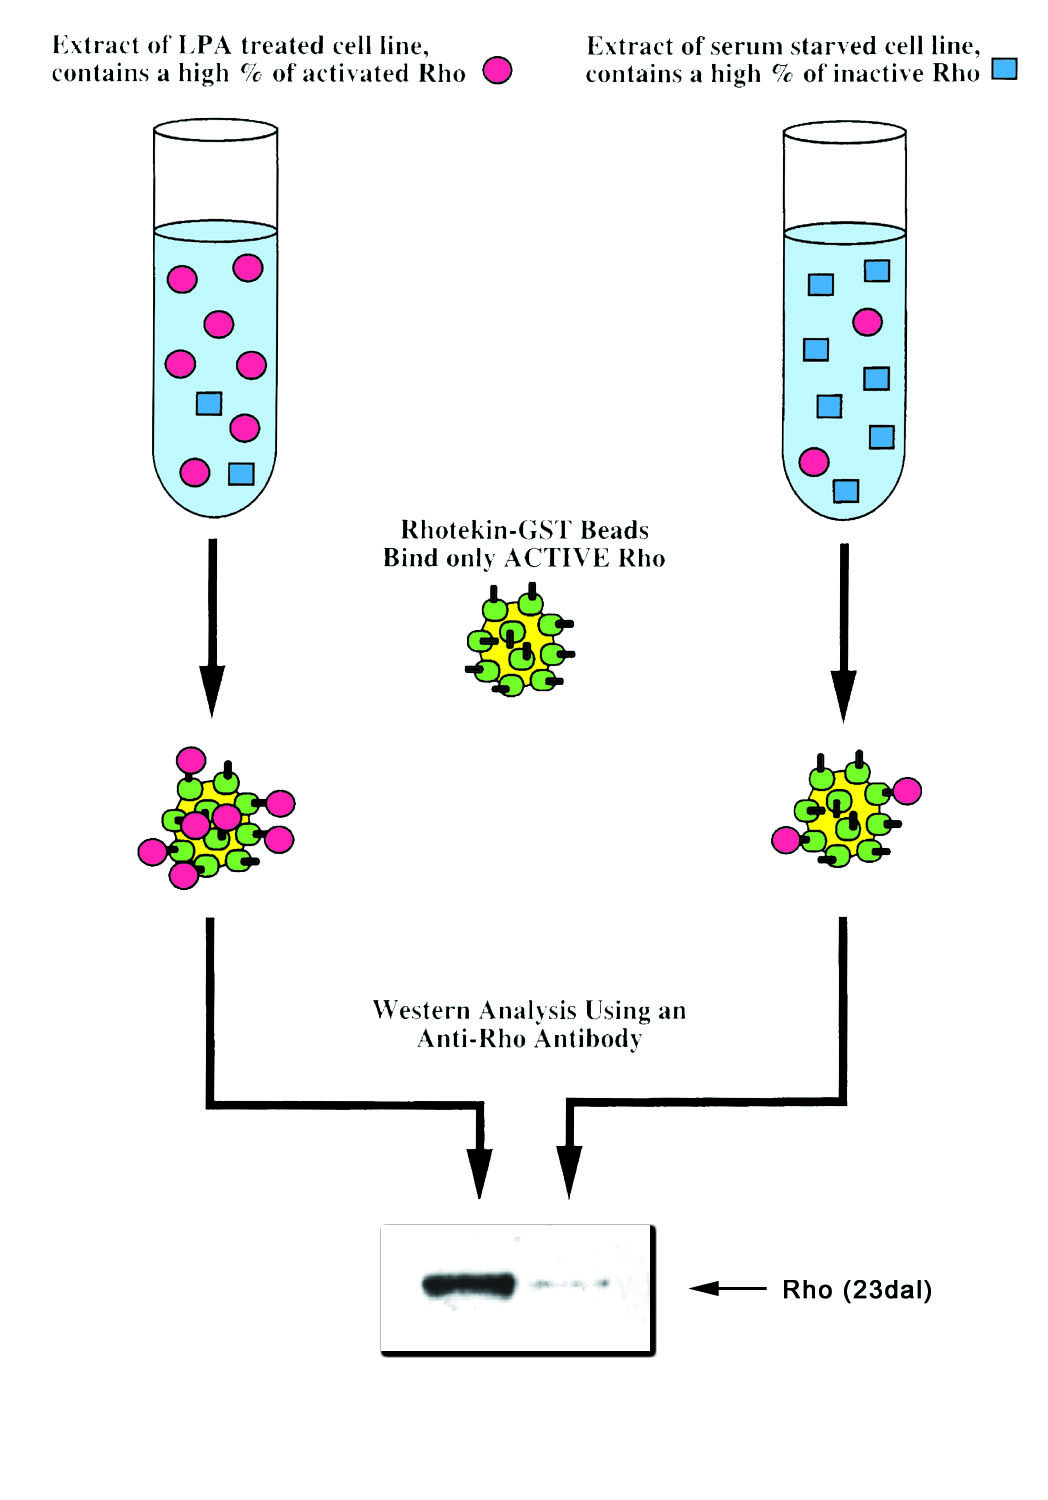 Extract of LPA treated cell line,
contains a high % of activated Rho
Extract of serum starved cell line,
contains a high % of inactive Rho
Rhotekin-GST Beads
Bind only ACTIVE Rho
Western Analysis Using an
Anti-Rho Antibody
Rho (23dal)